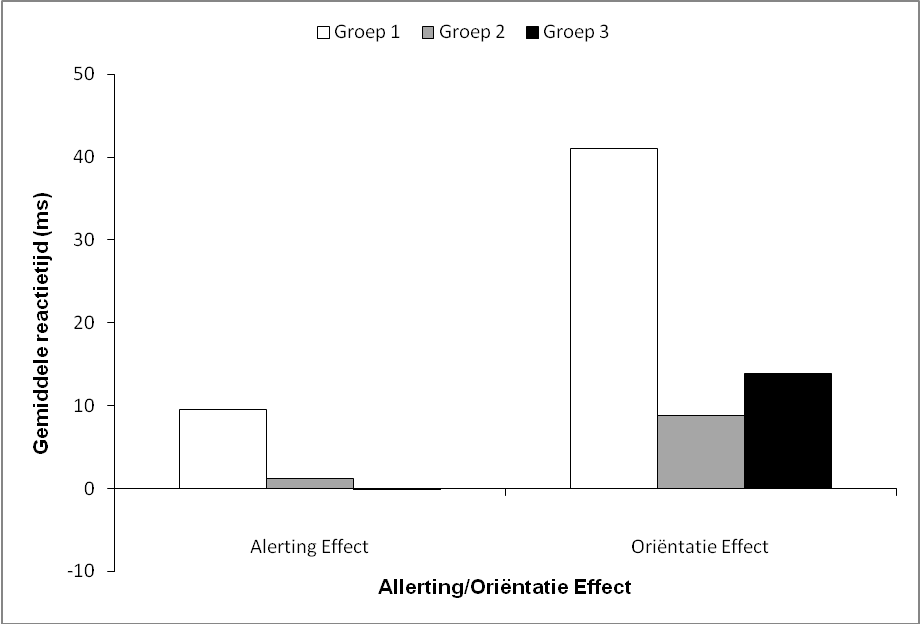 Groep 1 Groep 2 Groep 3
50
40
30
20
10
0
-10
Gemiddele reactietijd (ms)
Alerting Effect Oriëntatie Effect
Allerting/Oriëntatie Effect